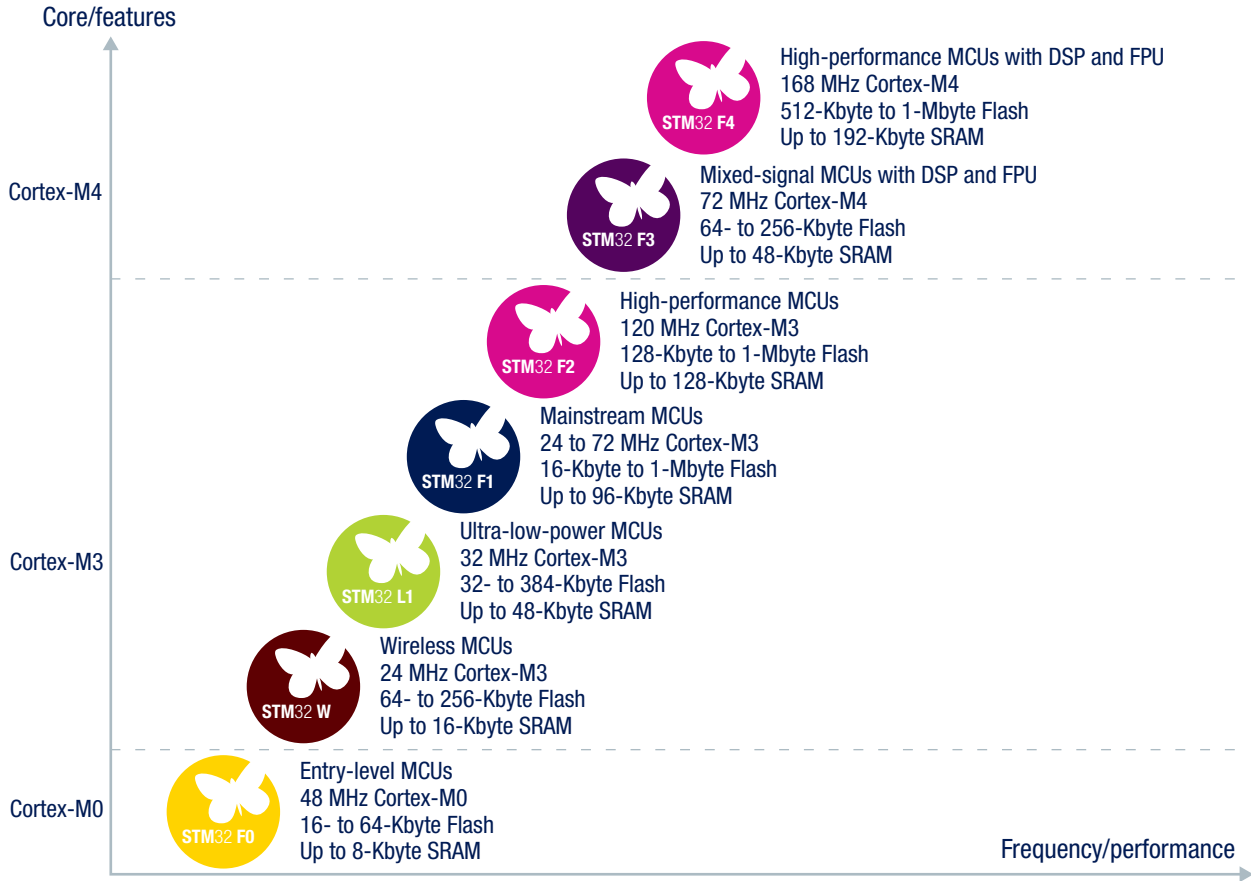 Core/features
STM32 F4
High-performance MCUs with DSP and FPU
168 MHz Cortex-M4
512-Kbyte to 1-Mbyte Flash
Up to 192-Kbyte SRAM
Cortex-M4
STM32 F3
Mixed-signal MCUs with DSP and FPU
72 MHz Cortex-M4
64- to 256-Kbyte Flash
Up to 48-Kbyte SRAM
STM32 F2
High-performance MCUs
120 MHz Cortex-M3
128-Kbyte to 1-Mbyte Flash
Up to 128-Kbyte SRAM
STM32 F1
Mainstream MCUs
24 to 72 MHz Cortex-M3
16-Kbyte to 1-Mbyte Flash
Up to 96-Kbyte SRAM
Cortex-M3
STM32 L1
Ultra-low-power MCUs
32 MHz Cortex-M3
32- to 384-Kbyte Flash
Up to 48-Kbyte SRAM
STM32 W
Wireless MCUs
24 MHz Cortex-M3
64- to 256-Kbyte Flash
Up to 16-Kbyte SRAM
Cortex-M0
STM32 F0
Entry-level MCUs
48 MHz Cortex-M0
16- to 64-Kbyte Flash
Up to 8-Kbyte SRAM
Frequency/performance